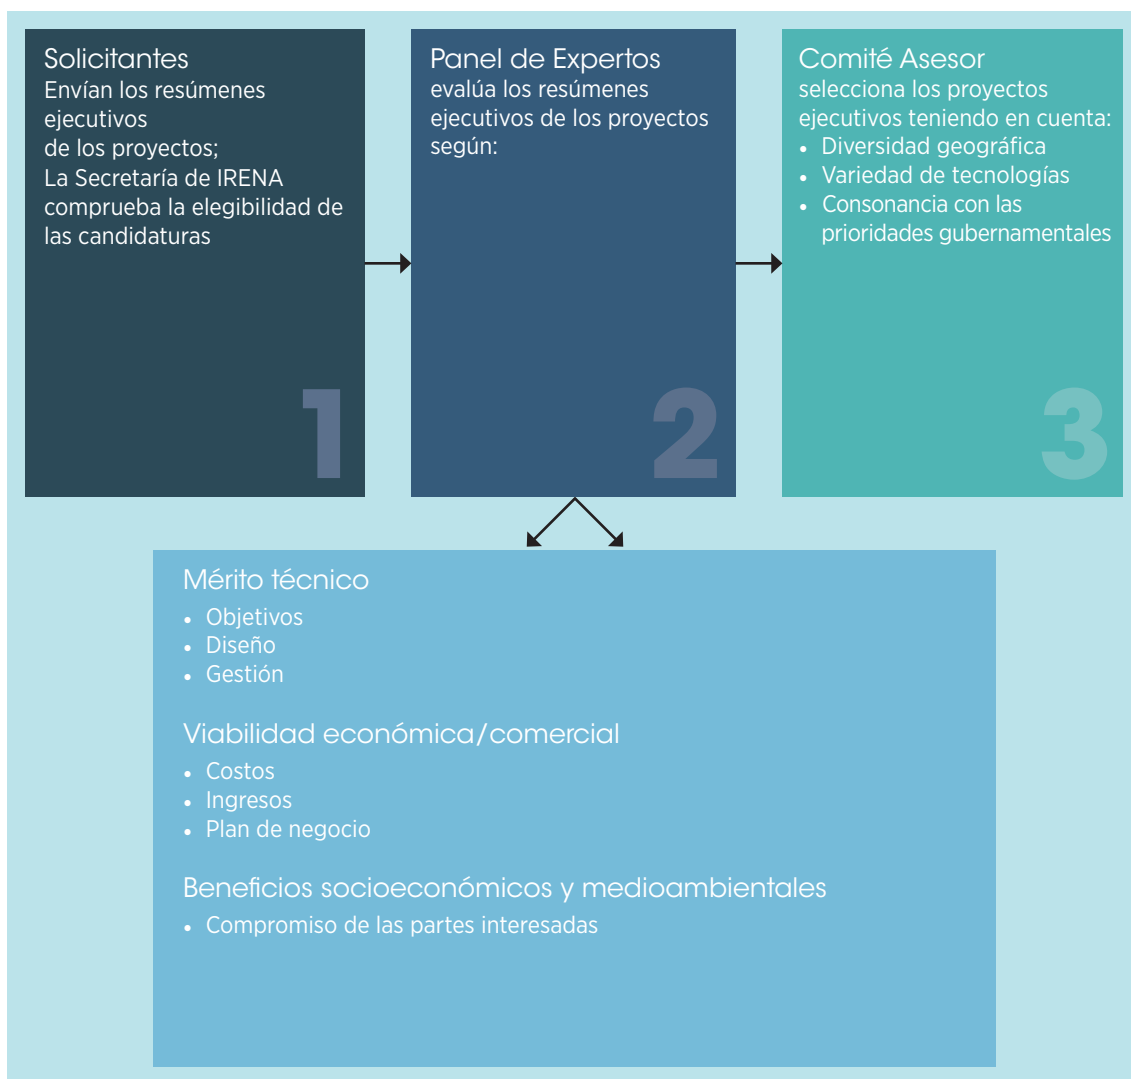 Solicitantes
Envían los resúmenes
ejecutivos
de los proyectos;
La Secretaría de IRENA
comprueba la elegibilidad de
las candidaturas
1
Panel de Expertos
evalúa los resúmenes
ejecutivos de los proyectos
según:
2
Comité Asesor
selecciona los proyectos
ejecutivos teniendo en cuenta:
• Diversidad geográfica
• Variedad de tecnologías
• Consonancia con las
prioridades gubernamentales
3
Mérito técnico
• Objetivos
• Diseño
• Gestión
Viabilidad económica/comercial
• Costos
• Ingresos
• Plan de negocio
Beneficios socioeconómicos y medioambientales
• Compromiso de las partes interesadas